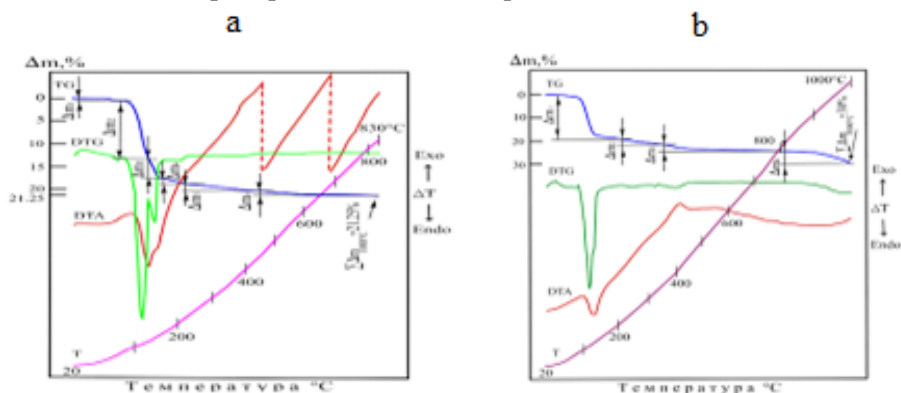 a
b
Δm,%
TG
0
5
10
15
20
21.25
DTG
DTA
T
20
200
400
600
800
830°C
Exo
ΔT
Endo
Температура °C
Δm,%
TG
0
10
20
30
DTG
DTA
T
20
200
400
600
800
1000°C
Exo
ΔT
Endo
Температура °C